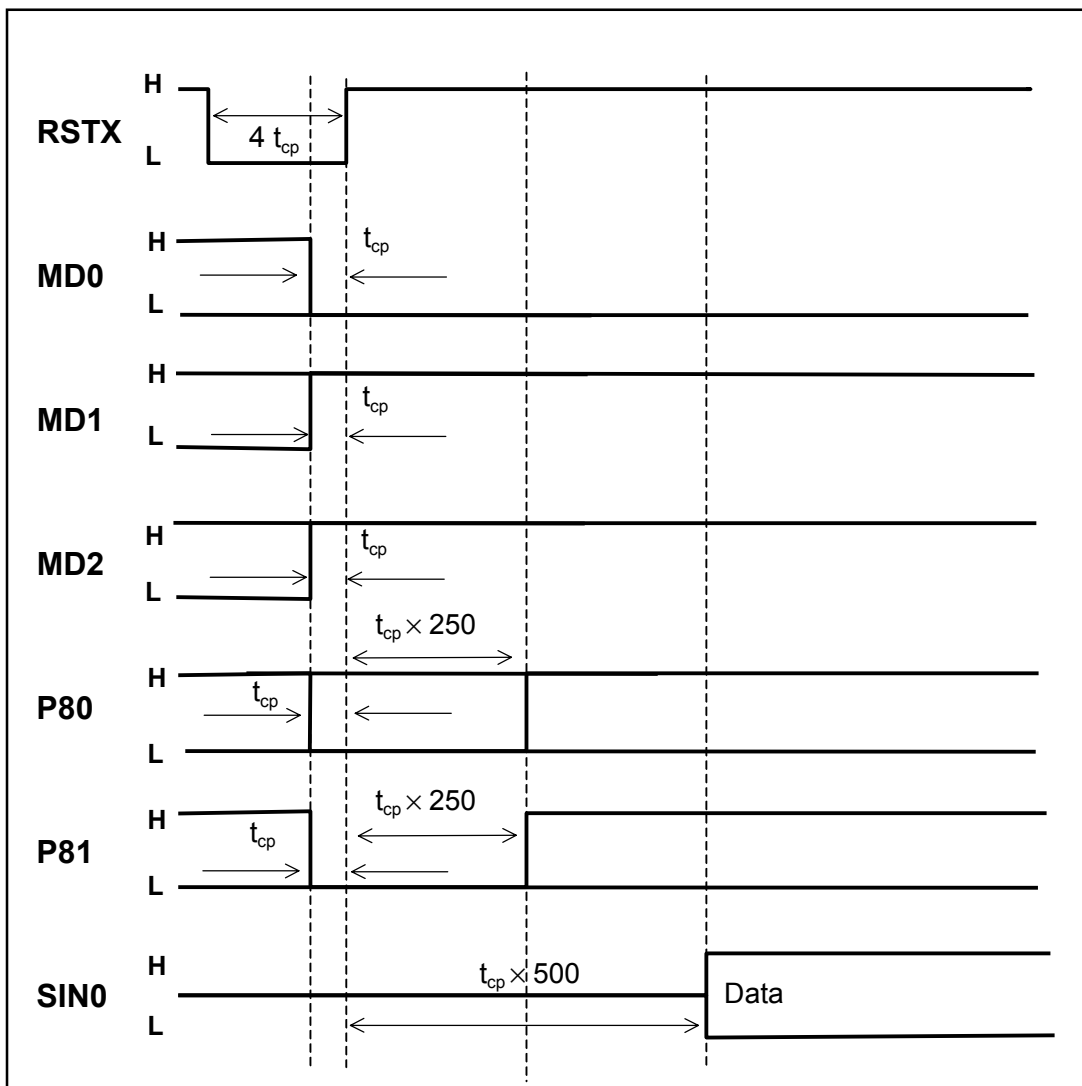 H
RSTX
4 tcp
L
H
tcp
MD0
L
H
tcp
MD1
L
H
tcp
MD2
L
tcp × 250
H
tcp
P80
L
tcp × 250
H
tcp
P81
L
H
tcp × 500
SIN0
Data
L